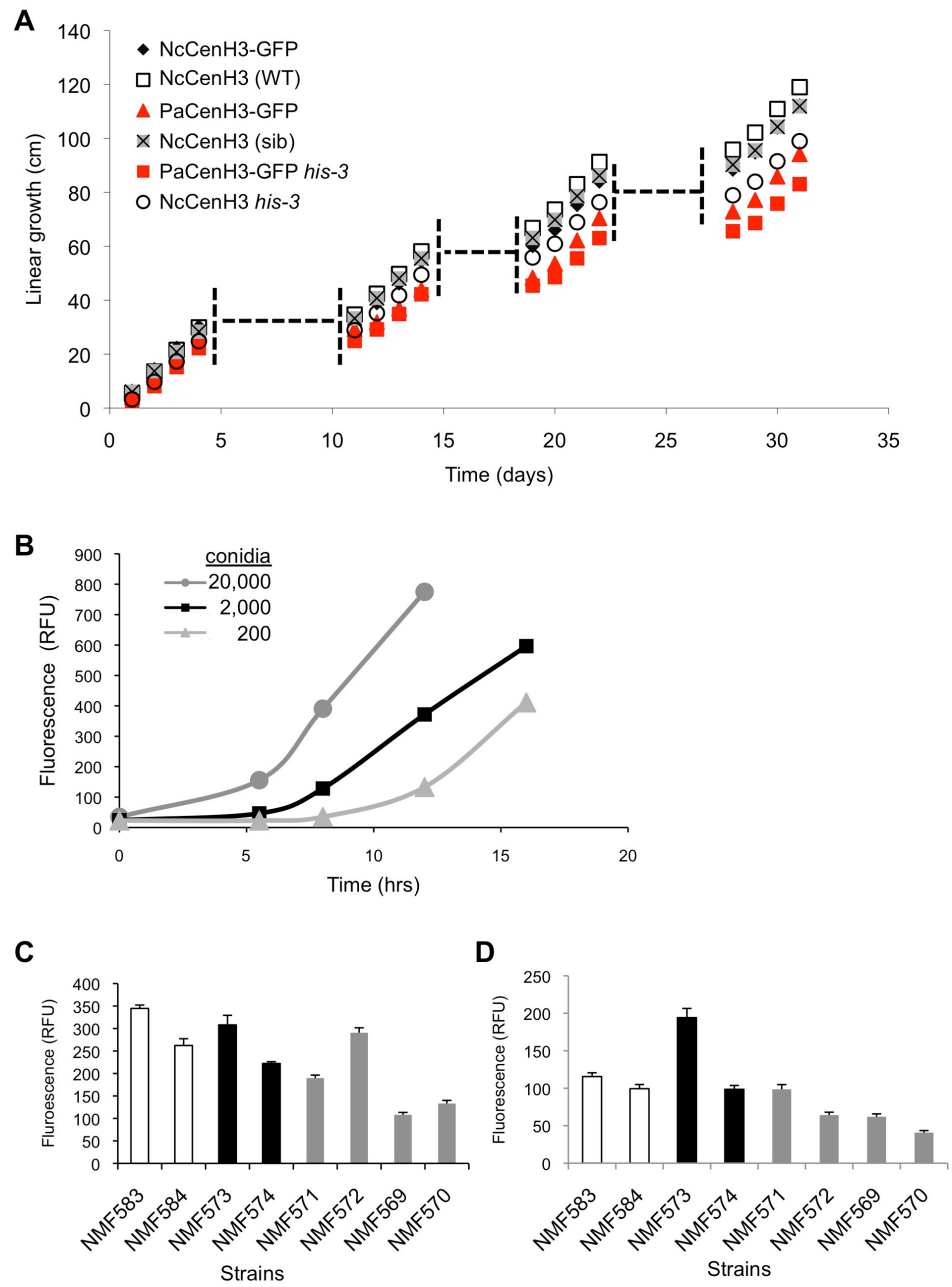 A
140
120
100
80
60
40
20
0
Linear growth (cm)
NcCenH3-GFP
NcCenH3 (WT)
PaCenH3-GFP
NcCenH3 (sib)
PaCenH3-GFP his-3
NcCenH3 his-3
0 5 10 15 20 25 30 35
Time (days)
B
900
800
700
600
500
400
300
200
100
0
Fluorescence (RFU)
conidia
20,000
2,000
200
0 5 10 15 20
Time (hrs)
C
400
350
300
250
200
150
100
50
0
Fluroescence (RFU)
NMF583 NMF584 NMF573 NMF574 NMF571 NMF572 NMF569 NMF570
Strains
D
250
200
150
100
50
0
Fluorescence (RFU)
NMF583 NMF584 NMF573 NMF574 NMF571 NMF572 NMF569 NMF570
Strains